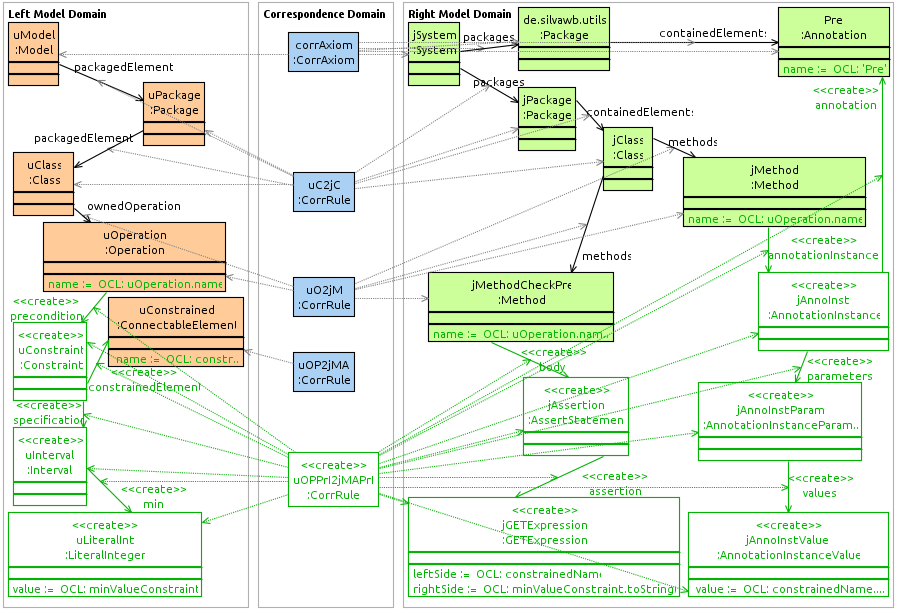 Left Model Domain
uModel
:Model
packagedElement
uPackage
:Package
packagedElement
uClass
:Class
ownedOperation
uOperation
:Operation
name := OCL: uOperation.name
<<create>>
precondition
uConstrained
:ConnectableElement
name := OCL: constr...
<<create>>
uConstraint
:Constraint
<<create>>
constrainedElement
<<create>>
specification
<<create>>
uInterval
:Interval
<<create>>
min
<<create>>
uLiteralInt
:LiteralInteger
value := OCL: minValueConstraint
Correspondence Domain
corrAxiom
:CorrAxiom
uC2jC
:CorrRule
uO2jM
:CorrRule
uOP2jMA
:CorrRule
<<create>>
uOPPrI2jMAPrI
:CorrRule
Right Model Domain
jSystem
:System
packages
de.silvawb.utils
:Package
containedElements
Pre
:Annotation
name := OCL: 'Pre'
packages
<<create>>
annotation
jPackage
:Package
containedElements
jClass
:Class
methods
jMethod
:Method
name := OCL: uOperation.name
<<create>>
annotationInstance
methods
jMethodCheckPre
:Method
name := OCL: uOperation.nam...
<<create>>
jAnnoInst
:AnnotationInstance
<<create>>
body
<<create>>
parameters
<<create>>
jAssertion
:AssertStatemen
<<create>>
jAnnoInstParam
:AnnotationInstanceParam...
<<create>>
assertion
<<create>>
values
<<create>>
jGETExpression
:GETExpression
leftSide := OCL: constrainedName
rightSide := OCL: minValueConstraint.toString(
<<create>>
jAnnoInstValue
:AnnotationInstanceValue
value := OCL: constrainedName....